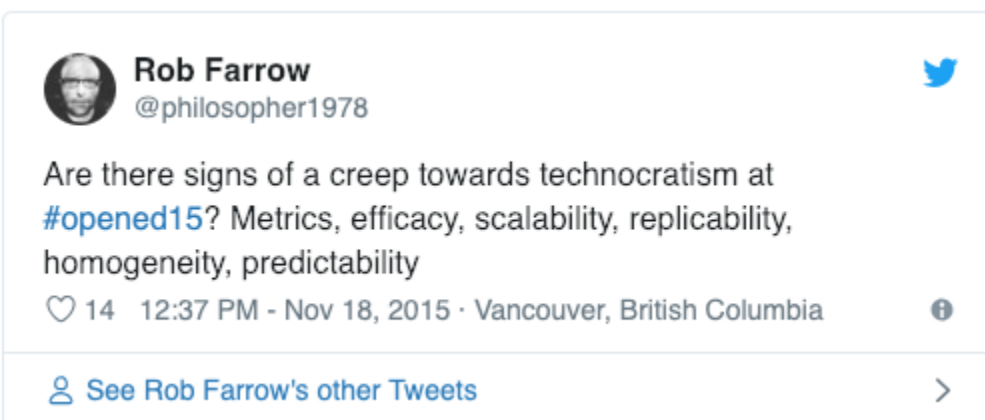 Rob Farrow
@philosopher1978
Are there signs of a creep towards technocratism at
#opened15? Metrics, efficacy, scalability, replicability,
homogeneity, predictability
14 12:37 PM - Nov 18, 2015 · Vancouver, British Columbia
See Rob Farrow's other Tweets